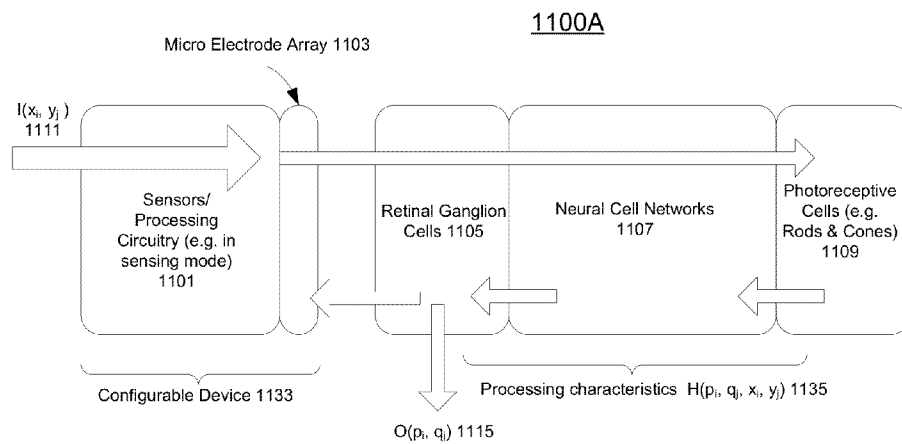 1100A
Micro Electrode Array 1103
I(xi, yj )
1111
Sensors/
Processing
Circuitry (e.g. in
sensing mode)
1101
Retinal Ganglion
Cells 1105
Neural Cell Networks
1107
Photoreceptive
Cells (e.g.
Rods & Cones)
1109
Configurable Device 1133
Processing characteristics H(pi, qj, xi, yj) 1135
O(pi, qj) 1115